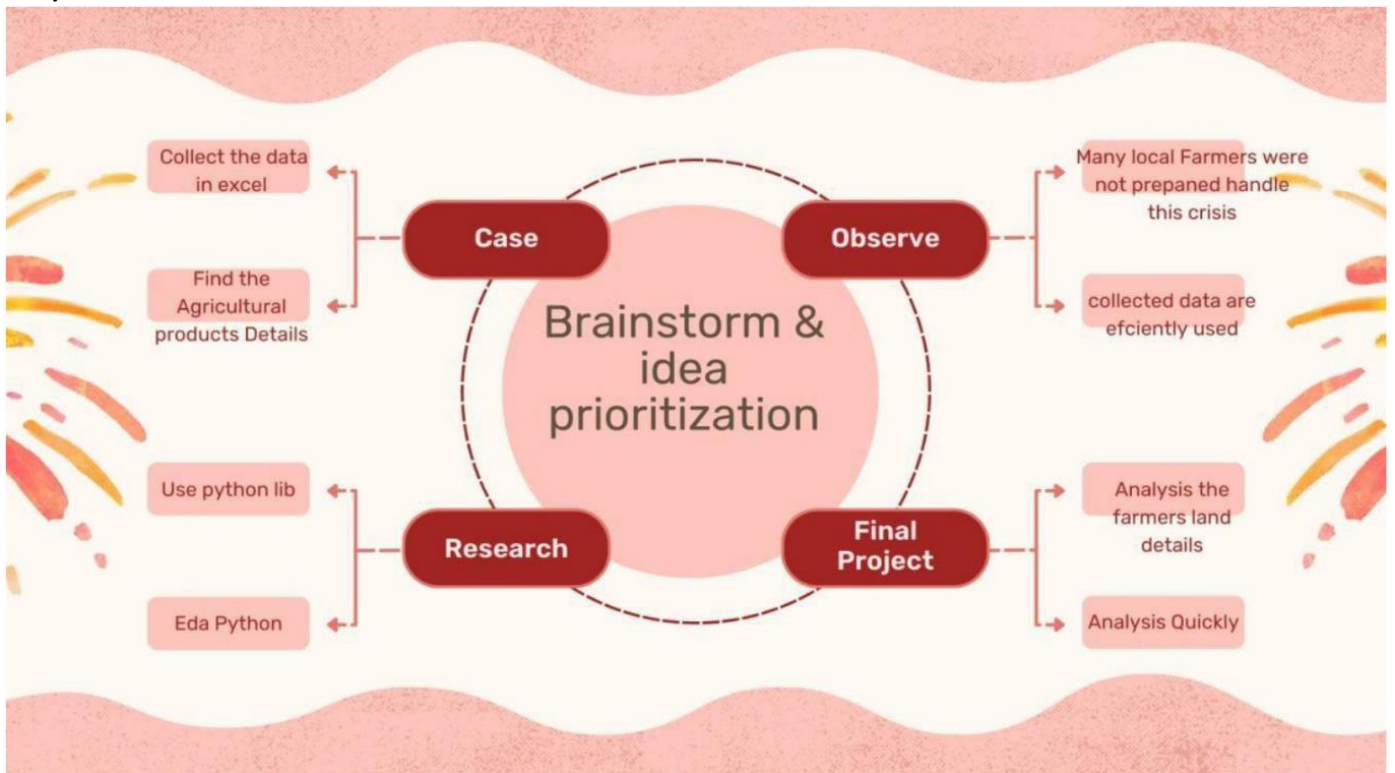 Collect the data
in excel
Find the
Agricultural
products Details
Case
Observe
Many local Farmers were
not prepaned handle
this crisis
collected data are
efciently used
Brainstorm &
idea
prioritization
Use python lib
Eda Python
Research
Final
Project
Analysis the
farmers land
details
Analysis Quickly